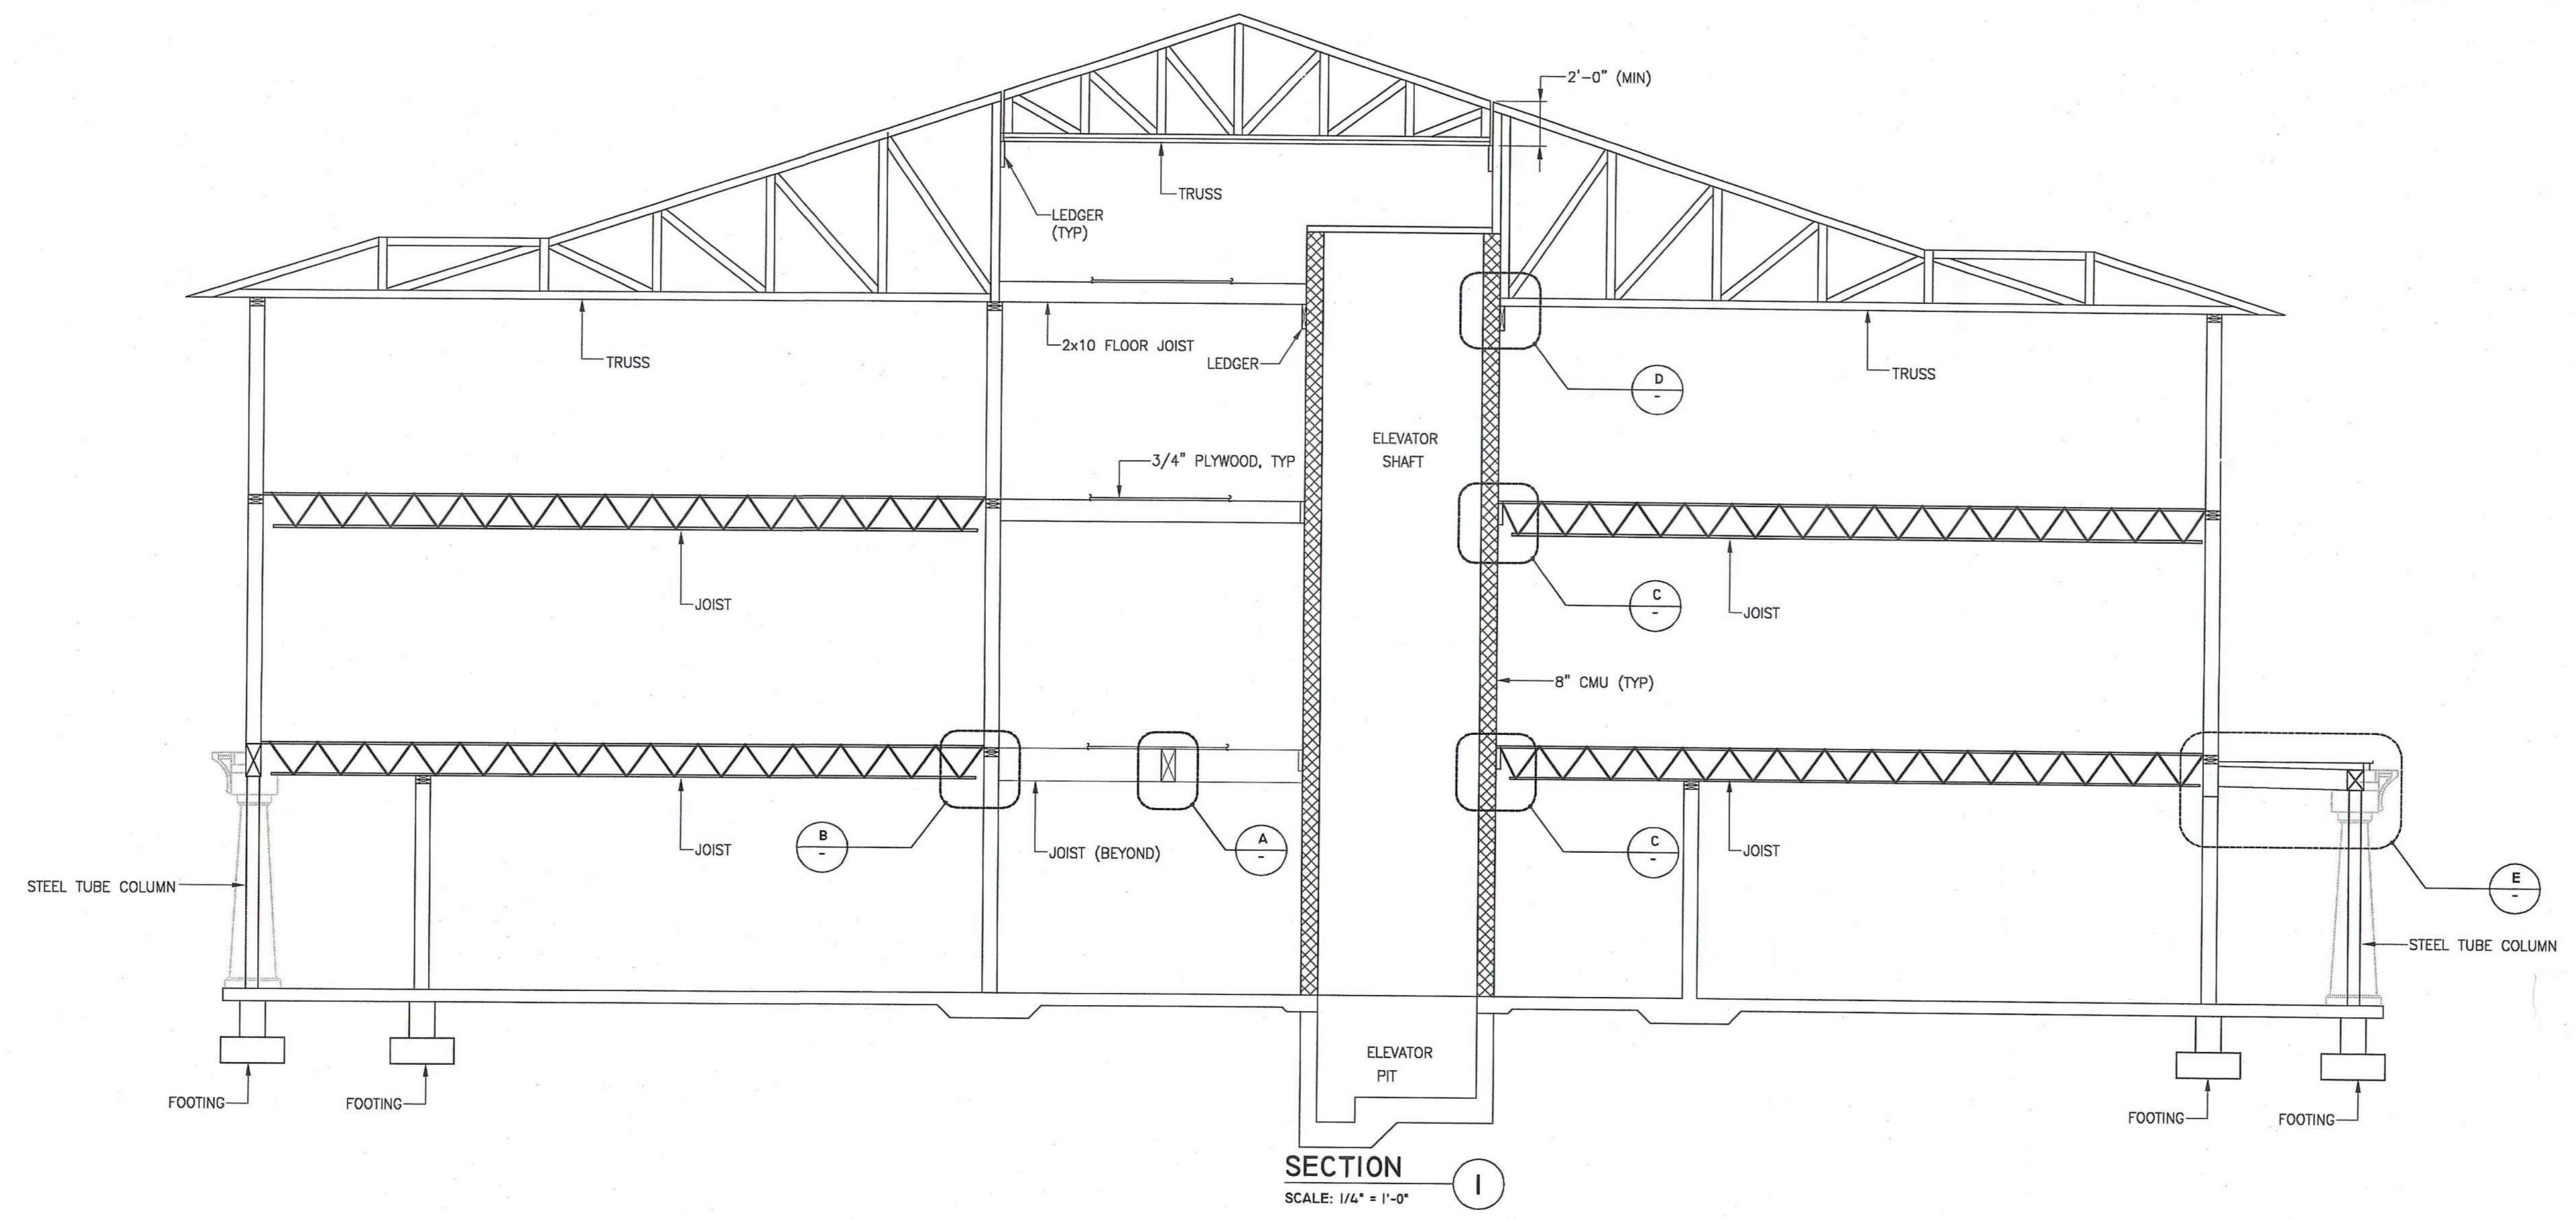 2'-0" (MIN)
TRUSS
LEDGER
(TYP)
2x10 FLOOR JOIST
LEDGER
TRUSS
TRUSS
D
-
ELEVATOR
SHAFT
3/4" PLYWOOD, TYP
JOIST
C
-
JOIST
8" CMU (TYP)
B
-
JOIST
JOIST (BEYOND)
A
-
C
-
JOIST
STEEL TUBE COLUMN
E
-
STEEL TUBE COLUMN
ELEVATOR
PIT
FOOTING
FOOTING
FOOTING
FOOTING
SECTION
1
SCALE: 1/4" = 1'-0"